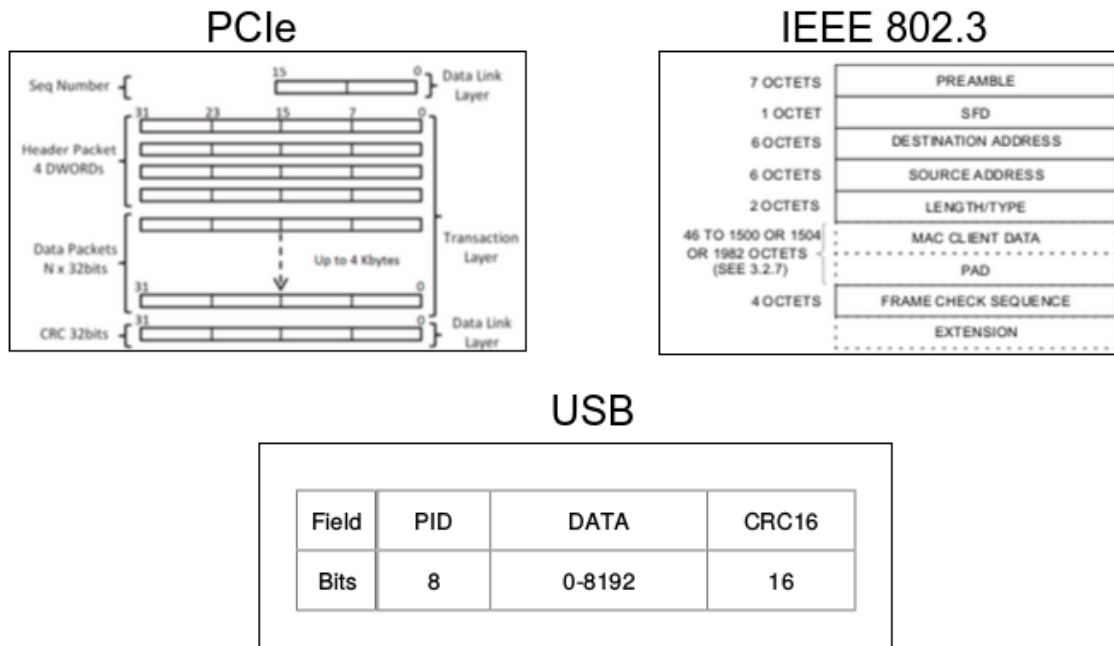 PCIe
Seq Number
15 0
Data Link
Layer
31 23 15 7 0
Header Packet
4 DWORDs
Data Packets
N x 32bits
Up to 4 Kbytes
Transaction
Layer
31 0
31 0
CRC 32bits
Data Link
Layer
IEEE 802.3
7 OCTETS PREAMBLE
1 OCTET SFD
6 OCTETS DESTINATION ADDRESS
6 OCTETS SOURCE ADDRESS
2 OCTETS LENGTH/TYPE
46 TO 1500 OR 1504
OR 1982 OCTETS
(SEE 3.2.7)
MAC CLIENT DATA
PAD
4 OCTETS FRAME CHECK SEQUENCE
EXTENSION
USB
Field PID DATA CRC16
Bits 8 0-8192 16